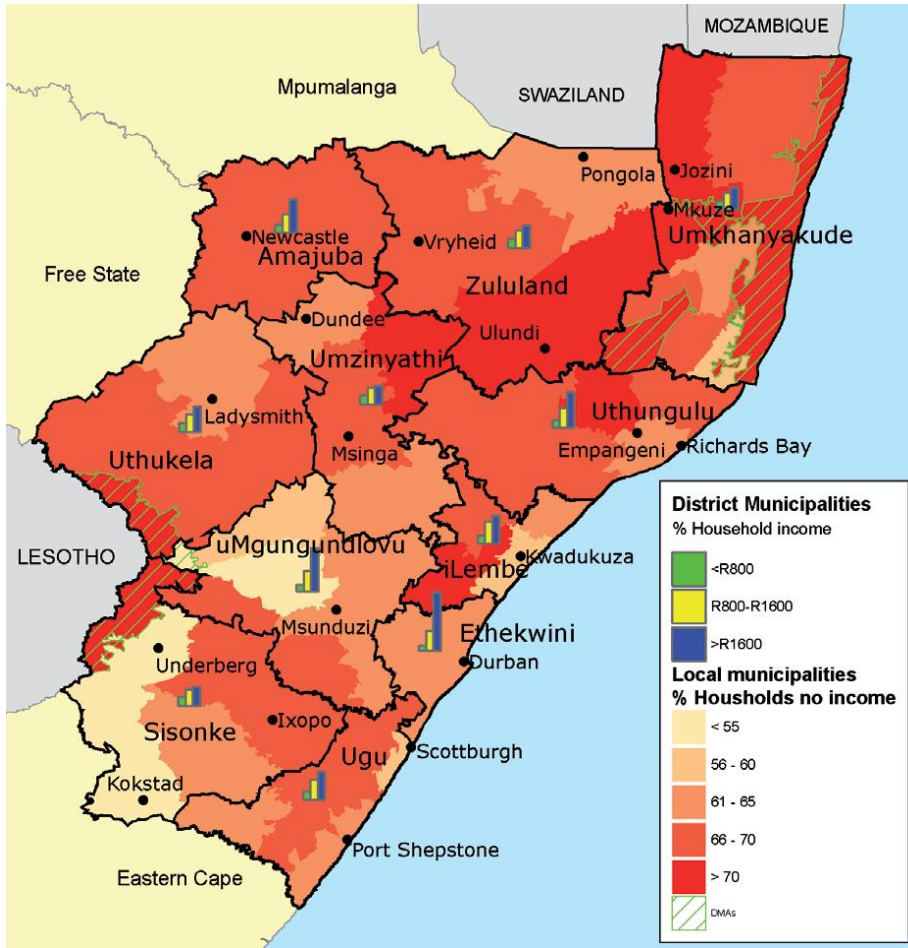 MOZAMBIQUE
Mpumalanga
SWAZILAND
Pongola
Jozini
Mkuze
Umkhanyakude
Newcastle
Amajuba
Vryheid
Free State
Zululand
Dundee
Ulundi
Umzinyathi
Ladysmith
Uthungulu
Msinga
Empangeni
Richards Bay
Uthukela
LESOTHO
uMgungundlovu
Kwadukuza
iLembe
Msunduzi
Ethekwini
Durban
Underberg
Ixopo
Sisonke
Ugu
Scottburgh
Kokstad
Port Shepstone
Eastern Cape
District Municipalities
% Household income
<R800
R800-R1600
>R1600
Local municipalities
% Housholds no income
< 55
56 - 60
61 - 65
66 - 70
> 70
DMAs